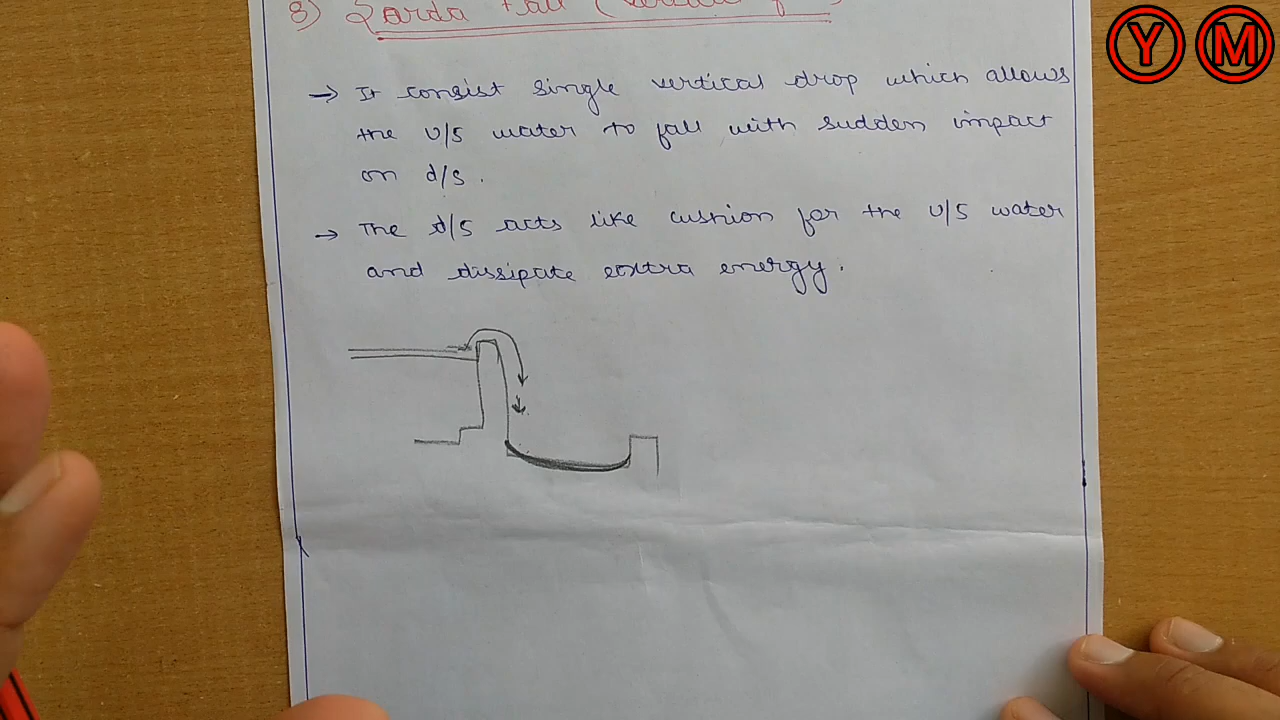 8) Sarda Fall (
→ It consist single vertical drop which allows
the U/S water to fall with sudden impact
on d/s.
→ The d/s acts like cushion for the U/S water
and dissipate extra energy.
Y M